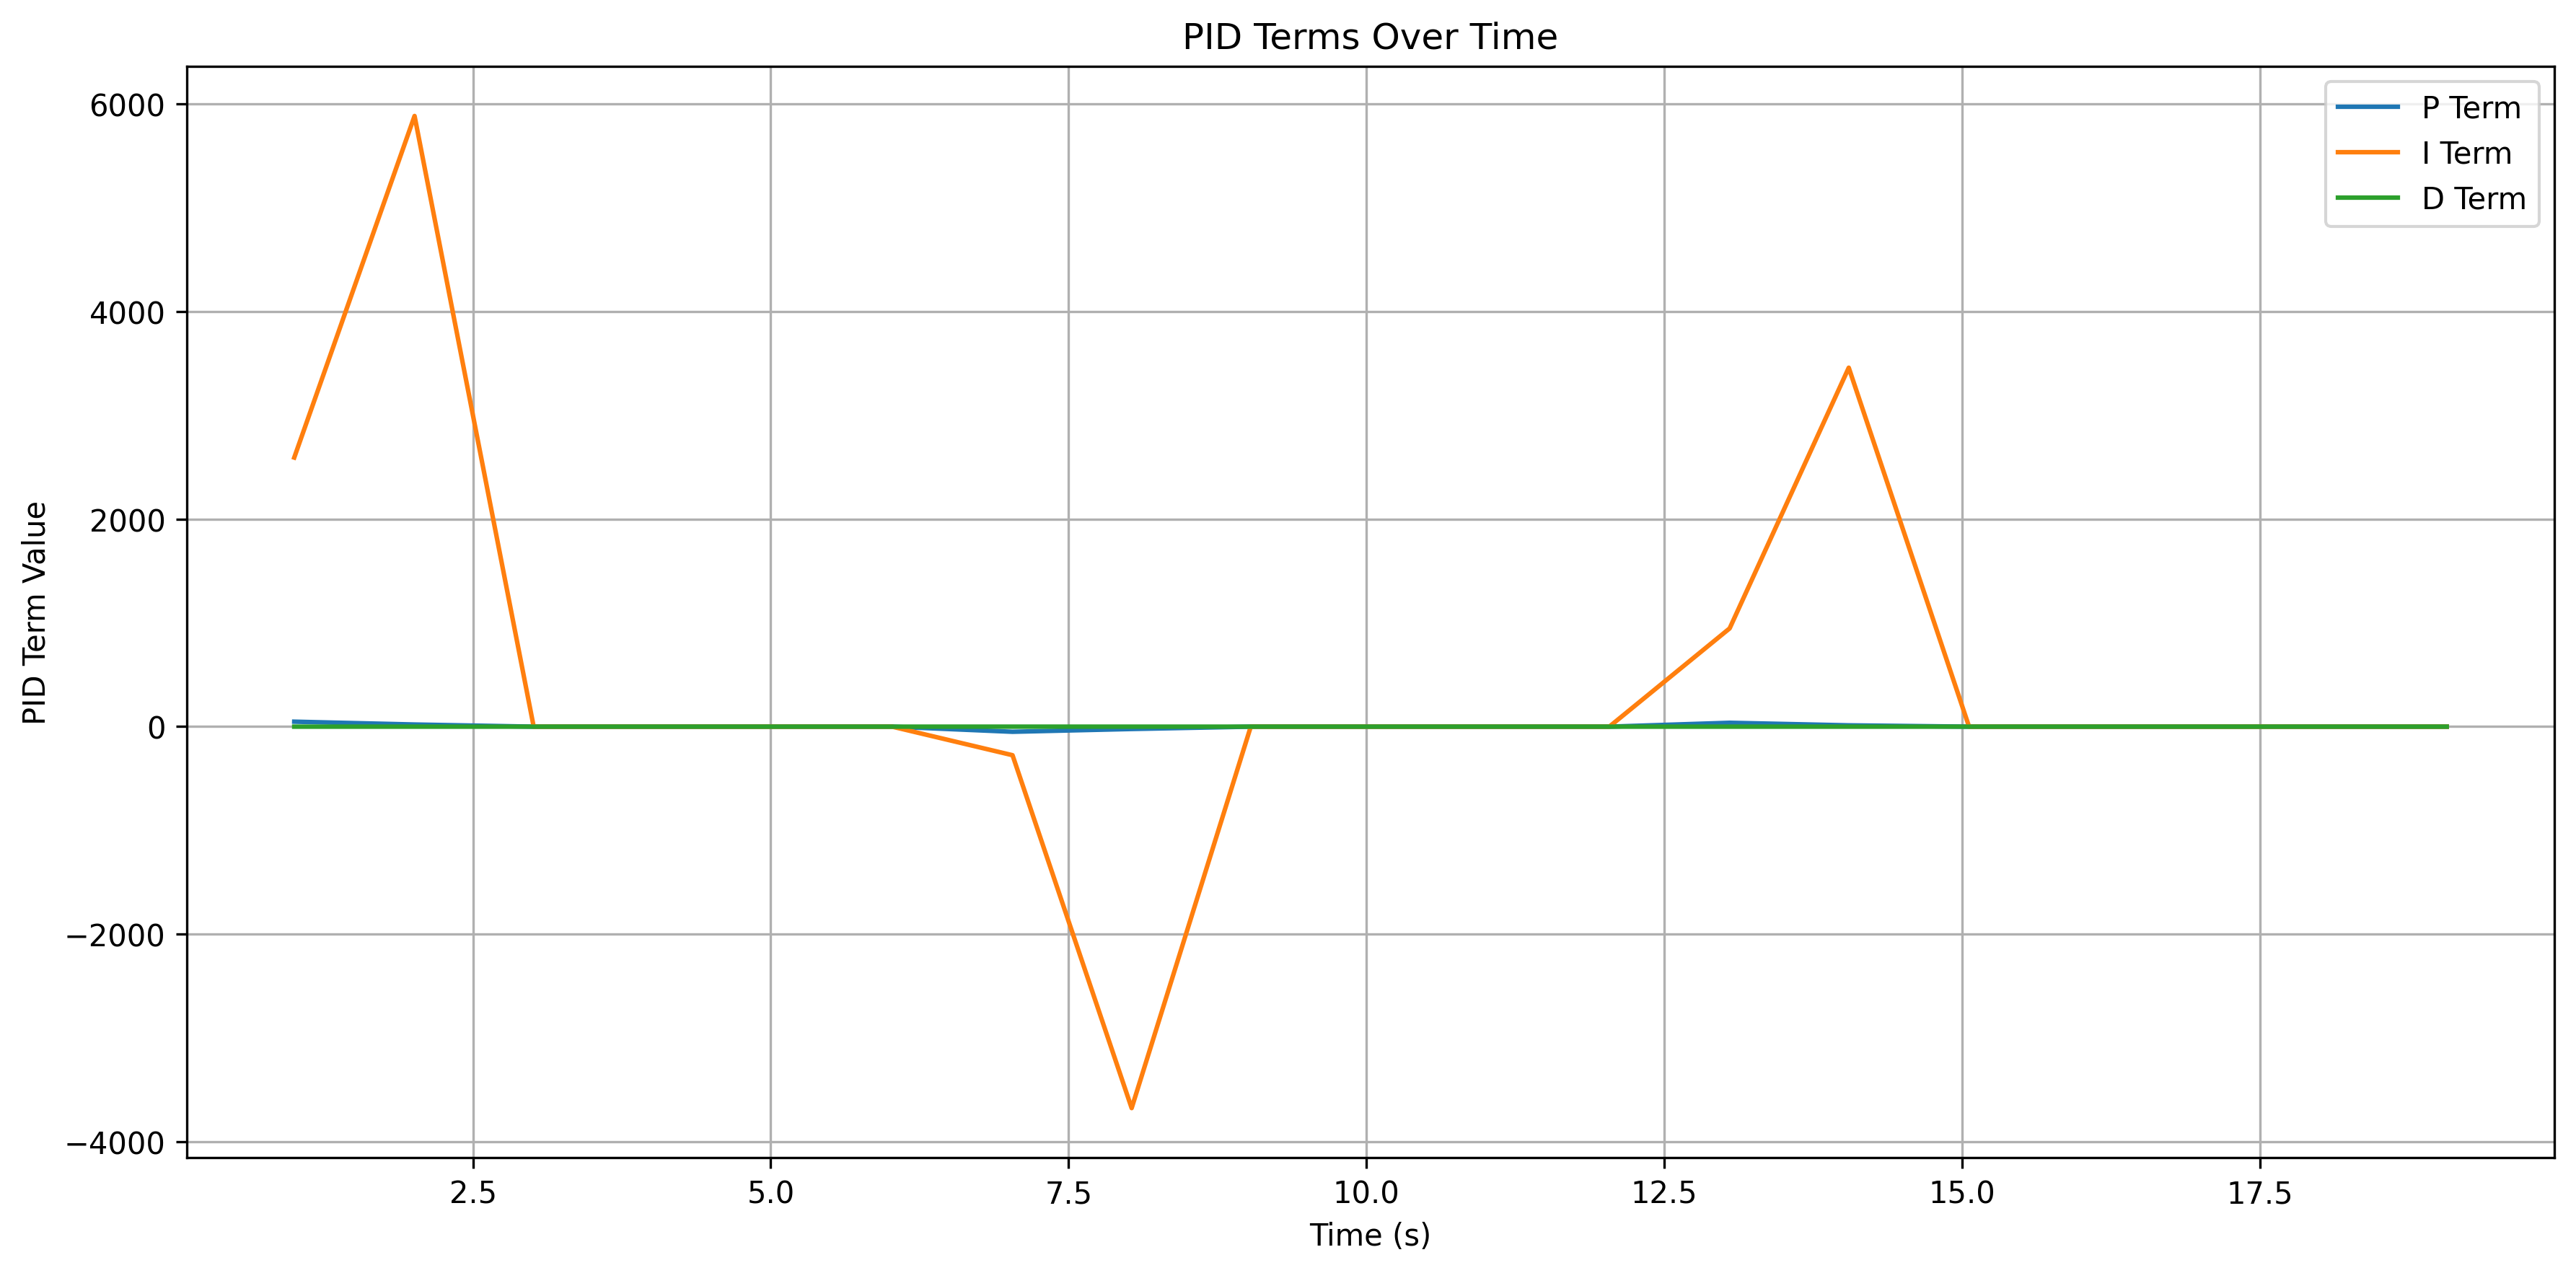 PID Terms Over Time
6000
4000
2000
0
−2000
−4000
PID Term Value
P Term
I Term
D Term
2.5 5.0 7.5 10.0 12.5 15.0 17.5
Time (s)